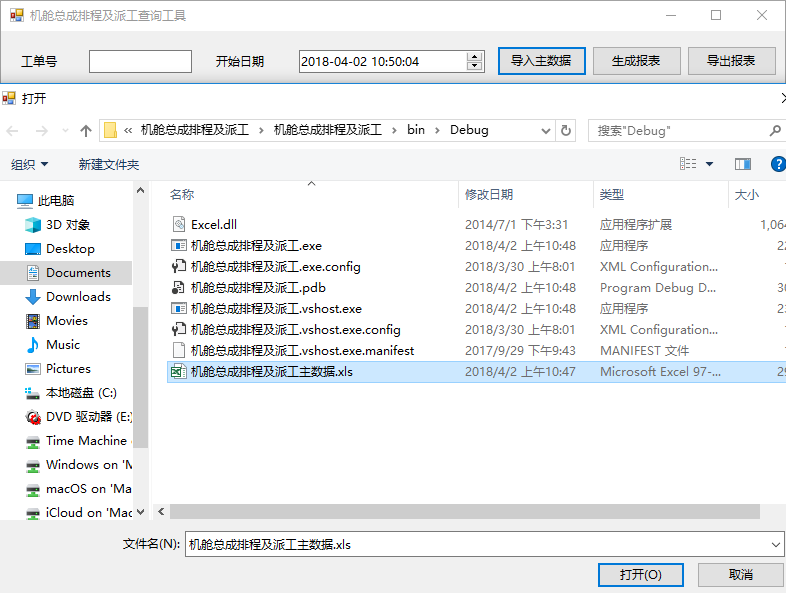 机舱总成排程及派工查询工具
工单号 开始日期 2018-04-02 10:50:04 导入主数据 生成报表 导出报表
打开
« 机舱总成排程及派工 › 机舱总成排程及派工 › bin › Debug 搜索"Debug"
组织 新建文件夹
名称 修改日期 类型 大小
此电脑
3D 对象
Desktop
Documents
Downloads
Movies
Music
Pictures
本地磁盘 (C:)
DVD 驱动器 (E:)
Time Machine
Windows on 'M
macOS on 'Ma
iCloud on 'Mac
Excel.dll 2014/7/1 下午3:31 应用程序扩展 1,064
机舱总成排程及派工.exe 2018/4/2 上午10:48 应用程序 22
机舱总成排程及派工.exe.config 2018/3/30 上午8:01 XML Configuration...
机舱总成排程及派工.pdb 2018/4/2 上午10:48 Program Debug D... 30
机舱总成排程及派工.vshost.exe 2018/4/2 上午10:48 应用程序 23
机舱总成排程及派工.vshost.exe.config 2018/3/30 上午8:01 XML Configuration...
机舱总成排程及派工.vshost.exe.manifest 2017/9/29 下午9:43 MANIFEST 文件
机舱总成排程及派工主数据.xls 2018/4/2 上午10:47 Microsoft Excel 97-... 29
文件名(N): 机舱总成排程及派工主数据.xls
打开(O) 取消